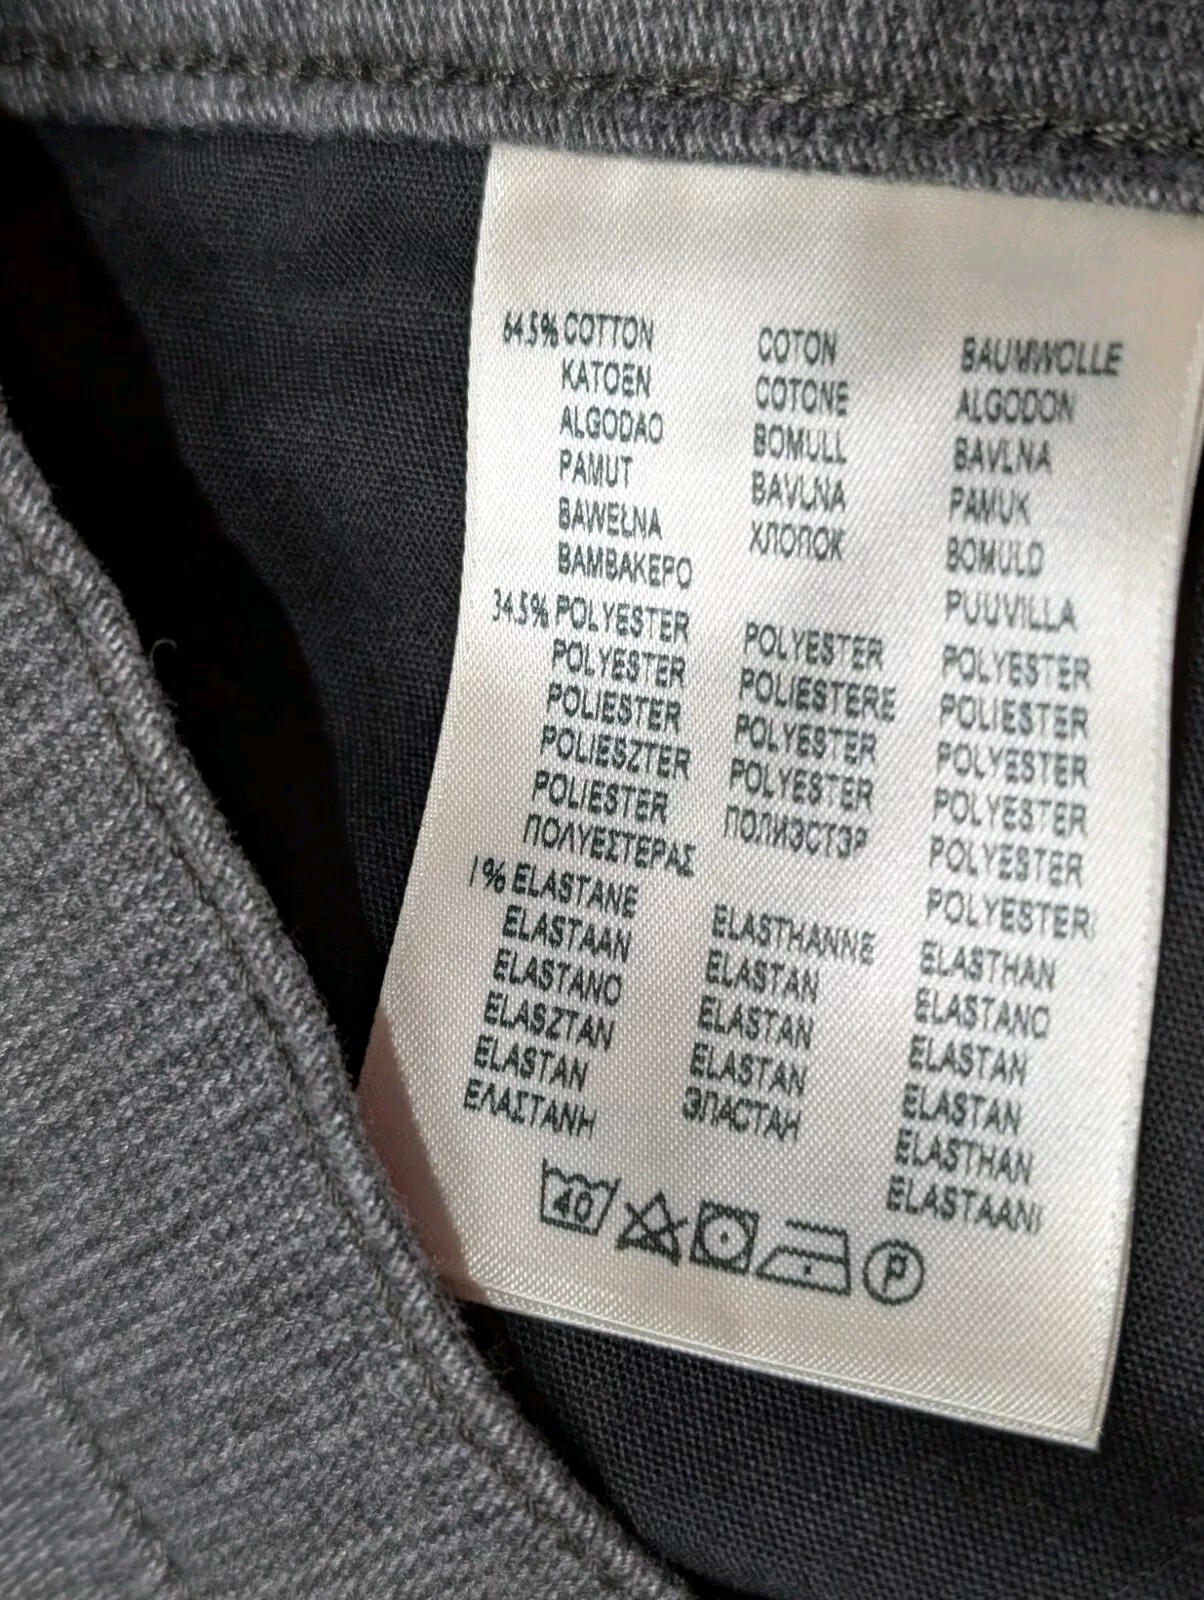 64.5% COTTON COTON BAUMWOLLE
KATOEN COTONE ALGODON
ALGODAO BOMULL BAVLNA
PAMUT BAVLNA PAMUK
BAWEŁNA ХЛОПОК BOMULD
ΒΑΜΒΑΚΕΡΟ PUUVILLA
34.5% POLYESTER POLYESTER POLYESTER
POLYESTER POLIESTERE POLIESTER
POLIESTER POLYESTER POLYESTER
POLIESZTER POLYESTER POLYESTER
POLIESTER ПОЛИЭСТЭР POLYESTER
ΠΟΛΥΕΣΤΕΡΑΣ POLYESTERI
1% ELASTANE ELASTHANNE ELASTHAN
ELASTAAN ELASTAN ELASTANO
ELASTANO ELASTAN ELASTAN
ELASZTAN ELASTAN ELASTAN
ELASTAN ЭЛАСТАН ELASTHAN
ΕΛΑΣΤΑΝΗ ELASTAANI
40 P